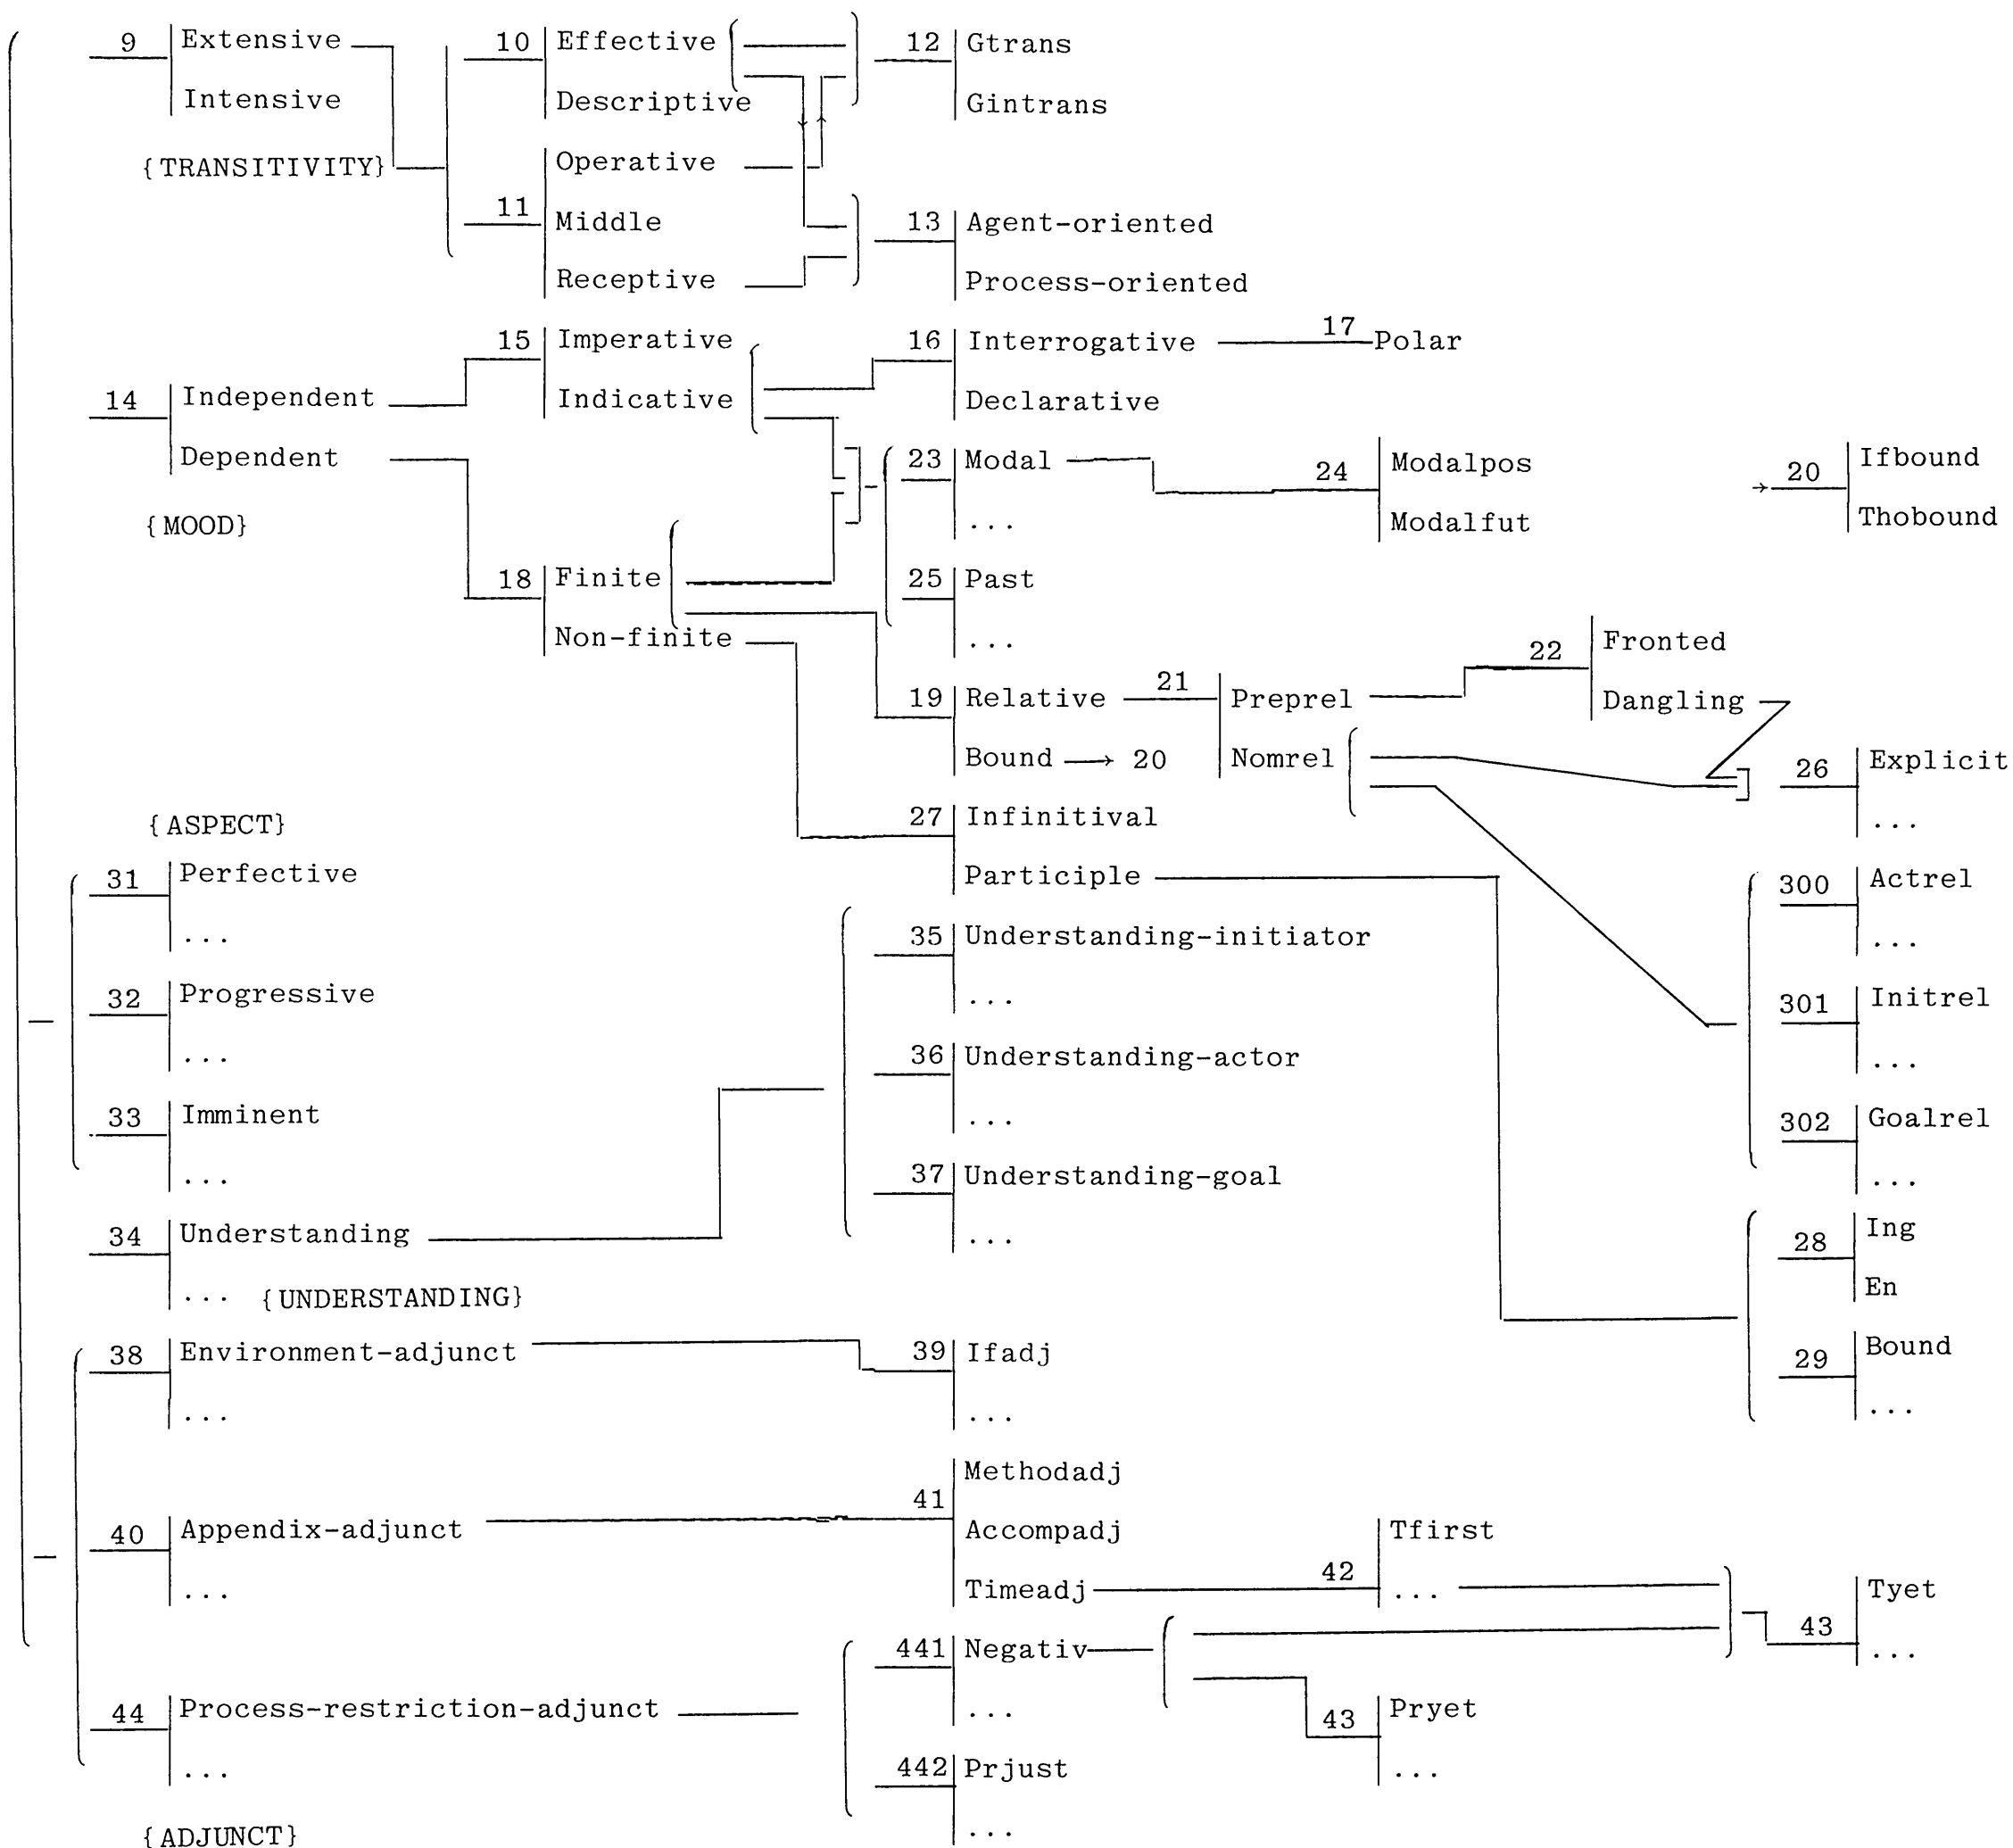 9 Extensive
Intensive
{TRANSITIVITY}
10 Effective
Descriptive
11 Operative
Middle
Receptive
12 Gtrans
Gintrans
13 Agent-oriented
Process-oriented
14 Independent
Dependent
{MOOD}
15 Imperative
Indicative
16 Interrogative
Declarative
17 Polar
18 Finite
Non-finite
23 Modal
...
24 Modalpos
Modalfut
→ 20 Ifbound
Thobound
25 Past
...
19 Relative
Bound → 20
21 Preprel
Nomrel
22 Fronted
Dangling
26 Explicit
...
27 Infinitival
Participle
300 Actrel
...
301 Initrel
...
302 Goalrel
...
28 Ing
En
29 Bound
...
{ASPECT}
31 Perfective
...
32 Progressive
...
33 Imminent
...
34 Understanding
...
{UNDERSTANDING}
35 Understanding-initiator
...
36 Understanding-actor
...
37 Understanding-goal
...
38 Environment-adjunct
...
39 Ifadj
...
40 Appendix-adjunct
...
41 Methodadj
Accompadj
Timeadj
42 Tfirst
...
43 Tyet
...
44 Process-restriction-adjunct
...
441 Negativ
...
43 Pryet
...
442 Prjust
...
{ADJUNCT}